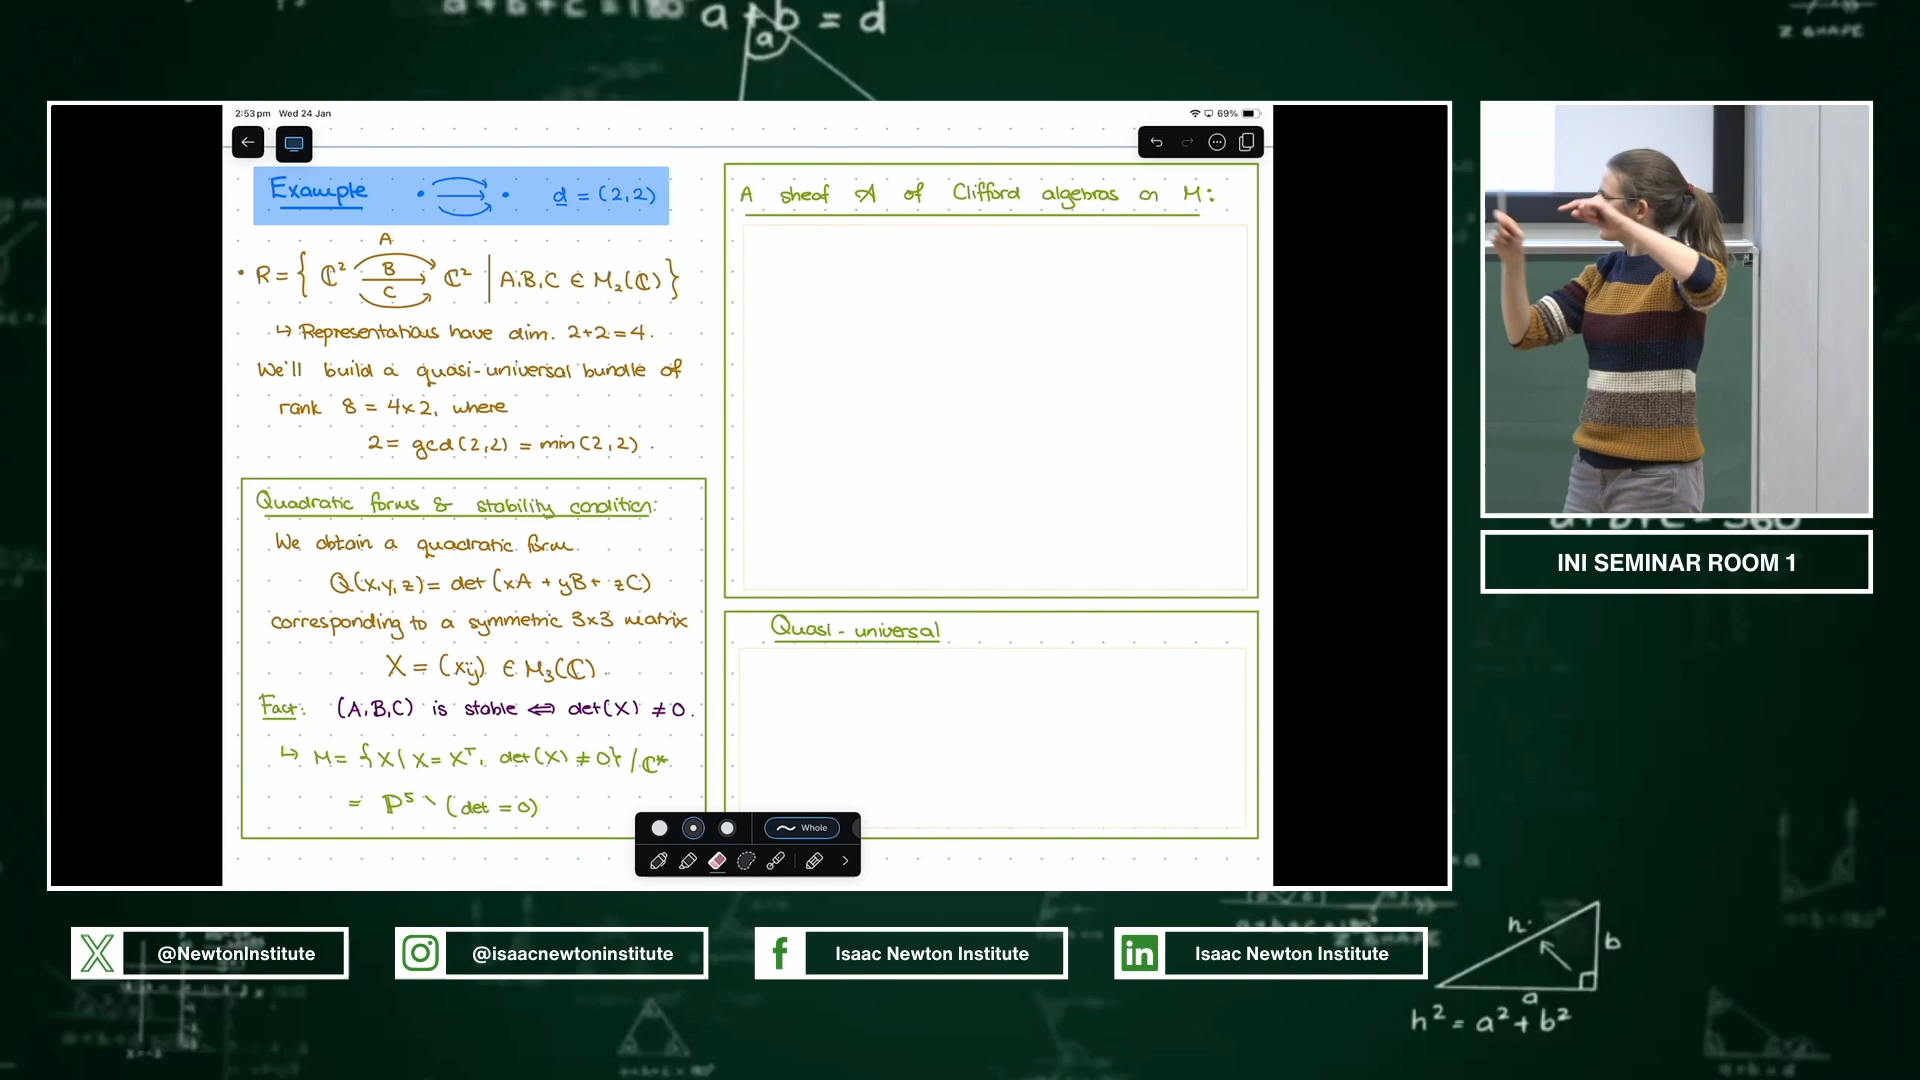 a + b + c = 180°
a + b = d
a
Z SHAPE
2:53 pm Wed 24 Jan
69%
Example d = (2,2)
A
• R = { ℂ² B ℂ² | A,B,C ∈ M₂(ℂ) }
C
↳ Representations have dim. 2+2=4.
We'll build a quasi-universal bundle of
rank 8 = 4×2, where
2 = gcd(2,2) = min(2,2).
Quadratic forms & stability condition:
We obtain a quadratic form
Q(x,y,z) = det(xA + yB + zC)
corresponding to a symmetric 3×3 matrix
X = (xij) ∈ M₃(ℂ).
Fact: (A,B,C) is stable ⟺ det(X) ≠ 0.
↳ M = {X | X = Xᵀ, det(X) ≠ 0} / ℂ*
= ℙ⁵ \ (det = 0)
A sheaf 𝒜 of Clifford algebras on M:
Quasi-universal
Whole
INI SEMINAR ROOM 1
@NewtonInstitute
@isaacnewtoninstitute
Isaac Newton Institute
in
Isaac Newton Institute
h
b
a
h² = a² + b²